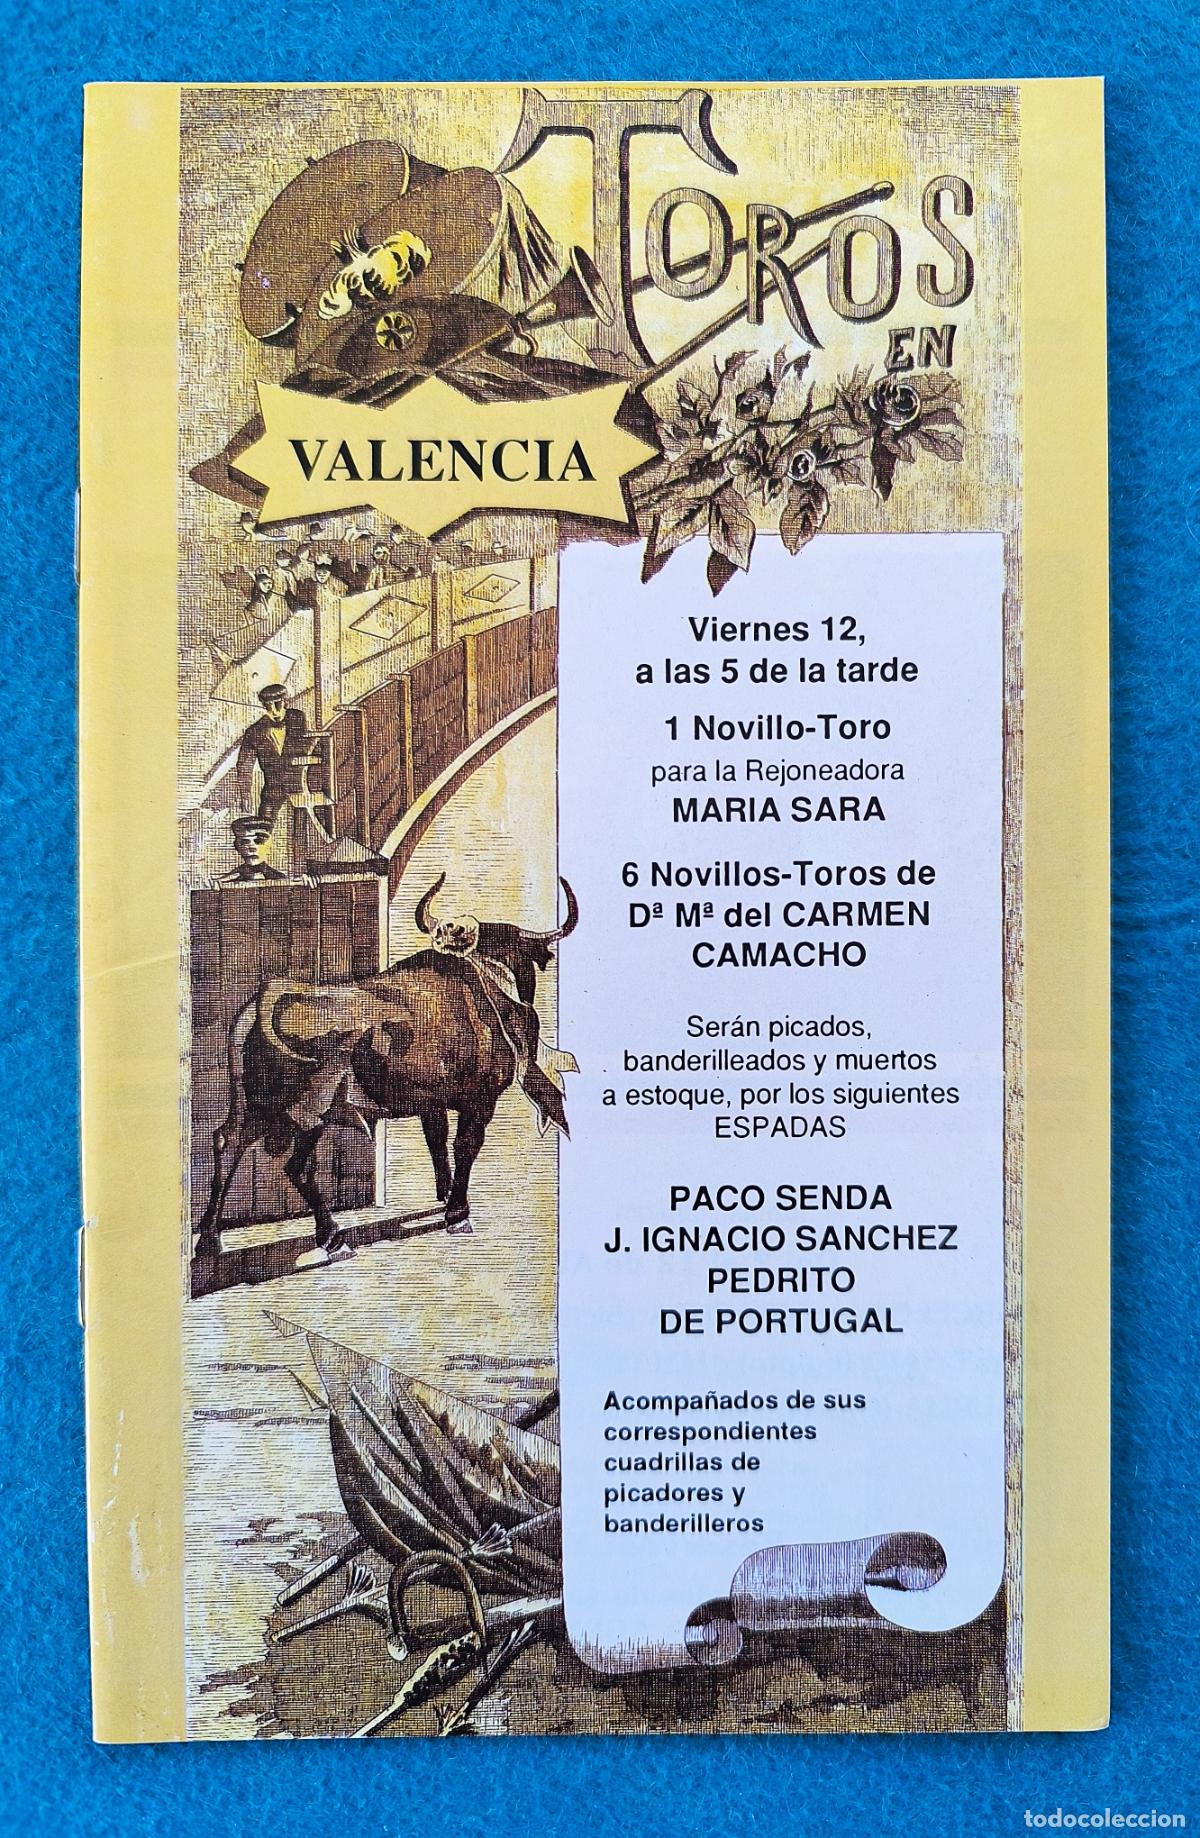 TOROS
EN
VALENCIA
Viernes 12,
a las 5 de la tarde
1 Novillo-Toro
para la Rejoneadora
MARIA SARA
6 Novillos-Toros de
Dª Mª del CARMEN
CAMACHO
Serán picados,
banderilleados y muertos
a estoque, por los siguientes
ESPADAS
PACO SENDA
J. IGNACIO SANCHEZ
PEDRITO
DE PORTUGAL
Acompañados de sus
correspondientes
cuadrillas de
picadores y
banderilleros
todocoleccion